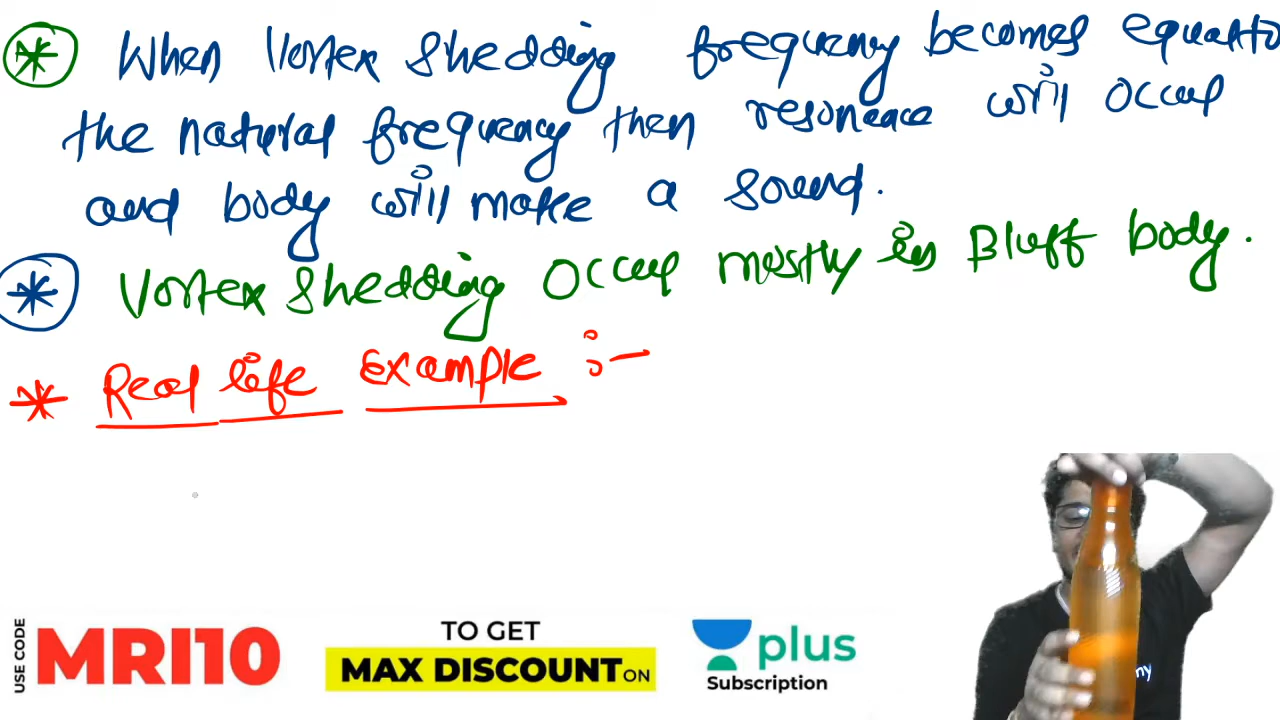 * When Vortex Shedding frequency becomes equal to
the natural frequency then resonance will occur
and body will make a sound.
* Vortex Shedding Occur mostly in Bluff body.
* Real life Example :-
USE CODE
MRI10
TO GET
MAX DISCOUNT ON
plus
Subscription
ny